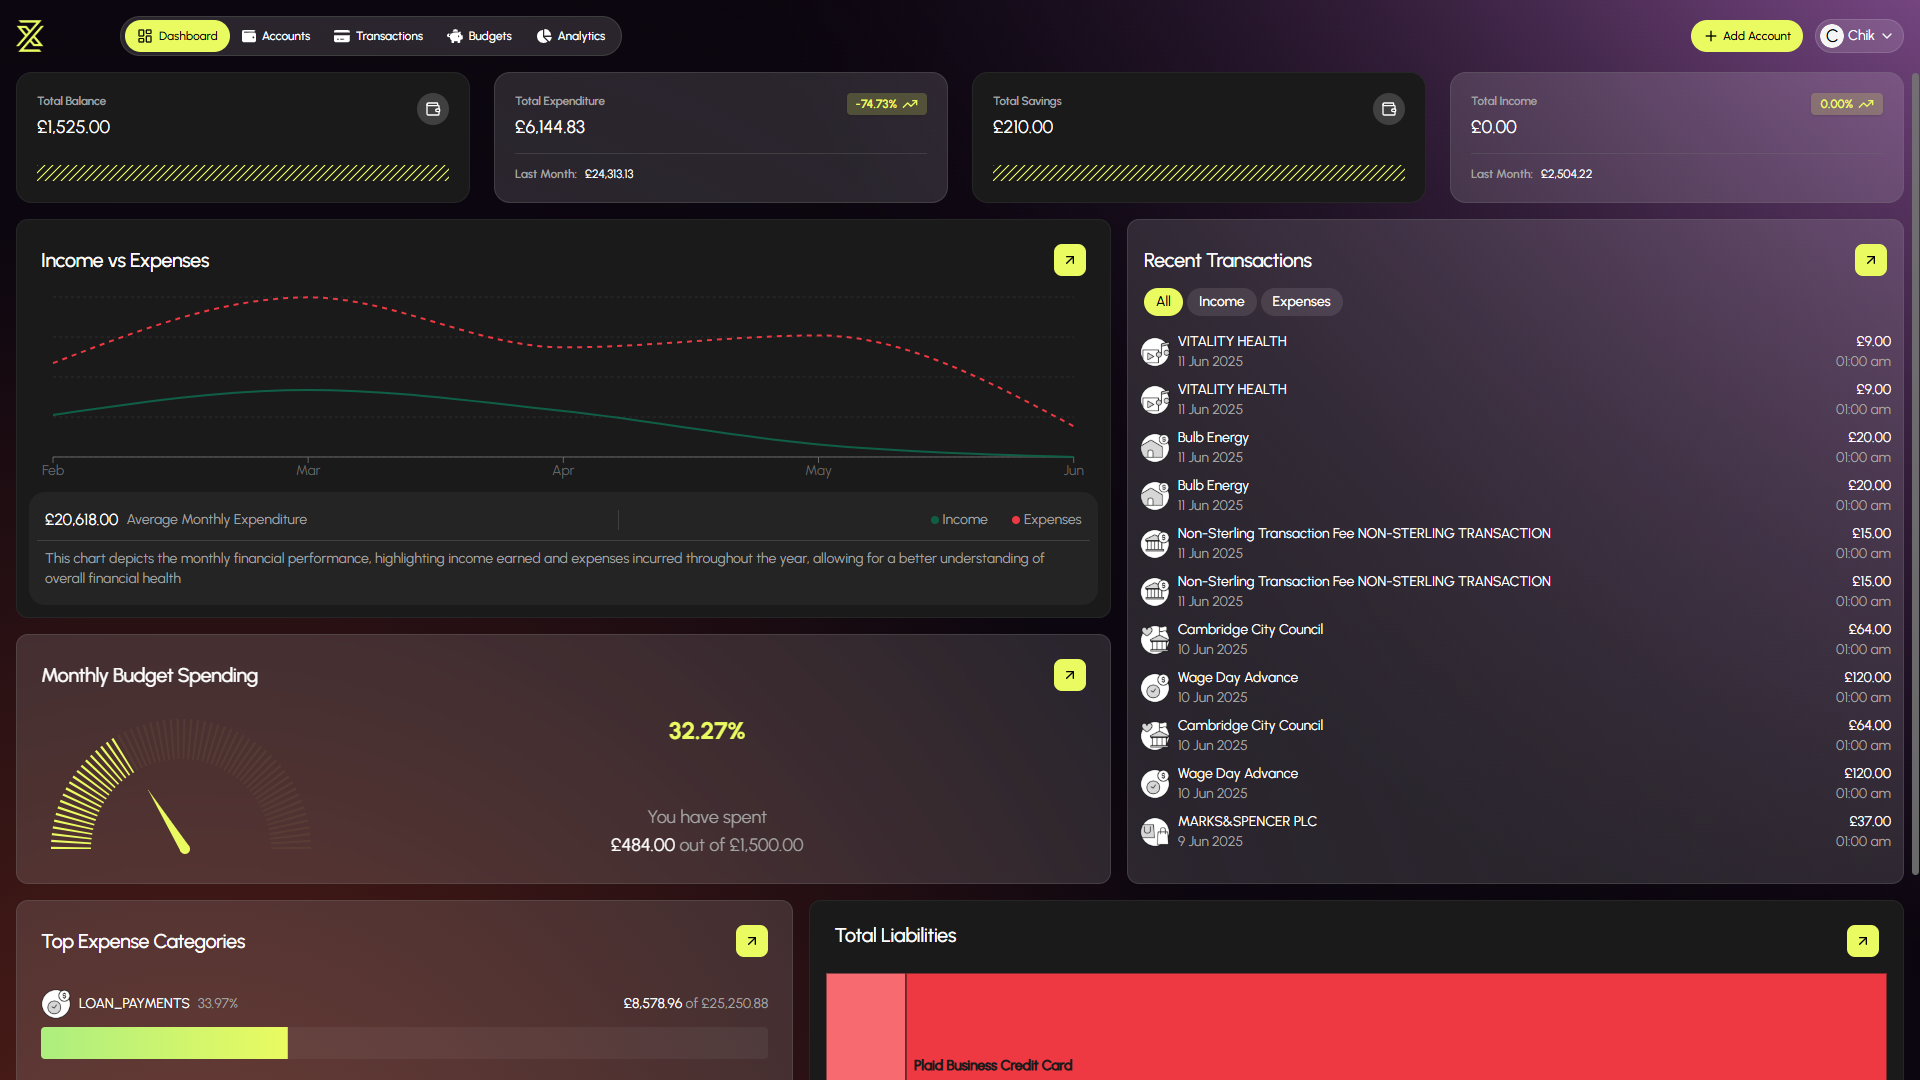 Dashboard
Accounts
Transactions
Budgets
Analytics
Add Account
C
Chik
Total Balance
£1,525.00
Total Expenditure
£6,144.83
-74.73%
Last Month: £24,313.13
Total Savings
£210.00
Total Income
£0.00
0.00%
Last Month: £2,504.22
Income vs Expenses
Feb
Mar
Apr
May
Jun
£20,618.00 Average Monthly Expenditure
Income
Expenses
This chart depicts the monthly financial performance, highlighting income earned and expenses incurred throughout the year, allowing for a better understanding of
overall financial health
Recent Transactions
All
Income
Expenses
VITALITY HEALTH £9.00
11 Jun 2025 01:00 am
VITALITY HEALTH £9.00
11 Jun 2025 01:00 am
Bulb Energy £20.00
11 Jun 2025 01:00 am
Bulb Energy £20.00
11 Jun 2025 01:00 am
Non-Sterling Transaction Fee NON-STERLING TRANSACTION £15.00
11 Jun 2025 01:00 am
Non-Sterling Transaction Fee NON-STERLING TRANSACTION £15.00
11 Jun 2025 01:00 am
Cambridge City Council £64.00
10 Jun 2025 01:00 am
Wage Day Advance £120.00
10 Jun 2025 01:00 am
Cambridge City Council £64.00
10 Jun 2025 01:00 am
Wage Day Advance £120.00
10 Jun 2025 01:00 am
MARKS&SPENCER PLC £37.00
9 Jun 2025 01:00 am
Monthly Budget Spending
32.27%
You have spent
£484.00 out of £1,500.00
Top Expense Categories
LOAN_PAYMENTS 33.97% £8,578.96 of £25,250.88
Total Liabilities
Plaid Business Credit Card